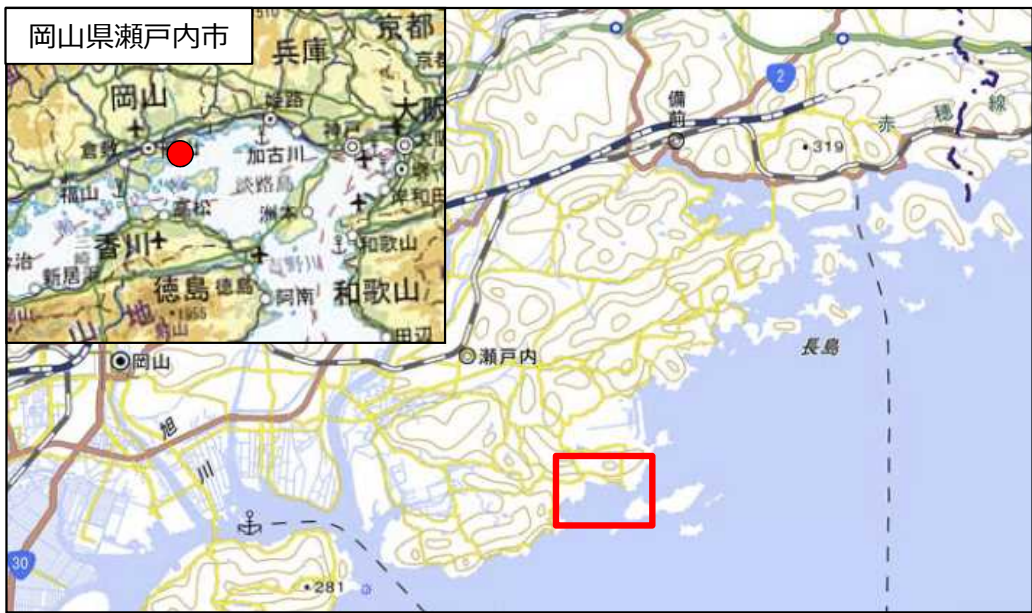 岡山県瀬戸内市
兵庫
京都
岡山
姫路
大阪
神戸
倉敷
加古川
淡路島
福山
高松
洲本
岸和田
香川
和歌山
新居浜
徳島
徳島
阿南
和歌山
田辺
山地
2
備前
赤穂線
・319
長島
瀬戸内
岡山
旭川
30
・281